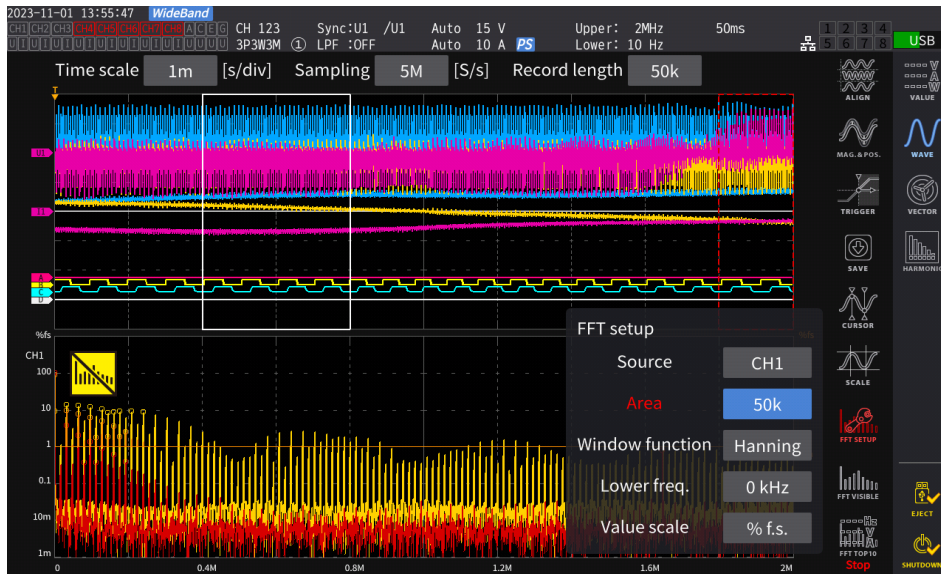 2023-11-01 13:55:47 WideBand
CH1 CH2 CH3 CH4 CH5 CH6 CH7 CH8 A C E G CH 123 Sync:U1 /U1 Auto 15 V Upper: 2MHz 50ms 1 2 3 4
U I U I U I U I U I U I U I U I U U U U 3P3W3M ① LPF :OFF Auto 10 A PS Lower: 10 Hz 5 6 7 8 USB
Time scale 1m [s/div] Sampling 5M [S/s] Record length 50k
ALIGN
VALUE
V
A
W
T
U1
MAG. & POS.
WAVE
I1
TRIGGER
VECTOR
A
B
C
D
SAVE
HARMONIC
CURSOR
%fs
%fs
CH1
100
10
1
0.1
10m
1m
0
0.4M
0.8M
1.2M
1.6M
2M
FFT setup
Source CH1
Area 50k
Window function Hanning
Lower freq. 0 kHz
Value scale % f.s.
SCALE
FFT SETUP
FFT VISIBLE
Hz
V
A
FFT TOP10
Stop
EJECT
SHUTDOWN